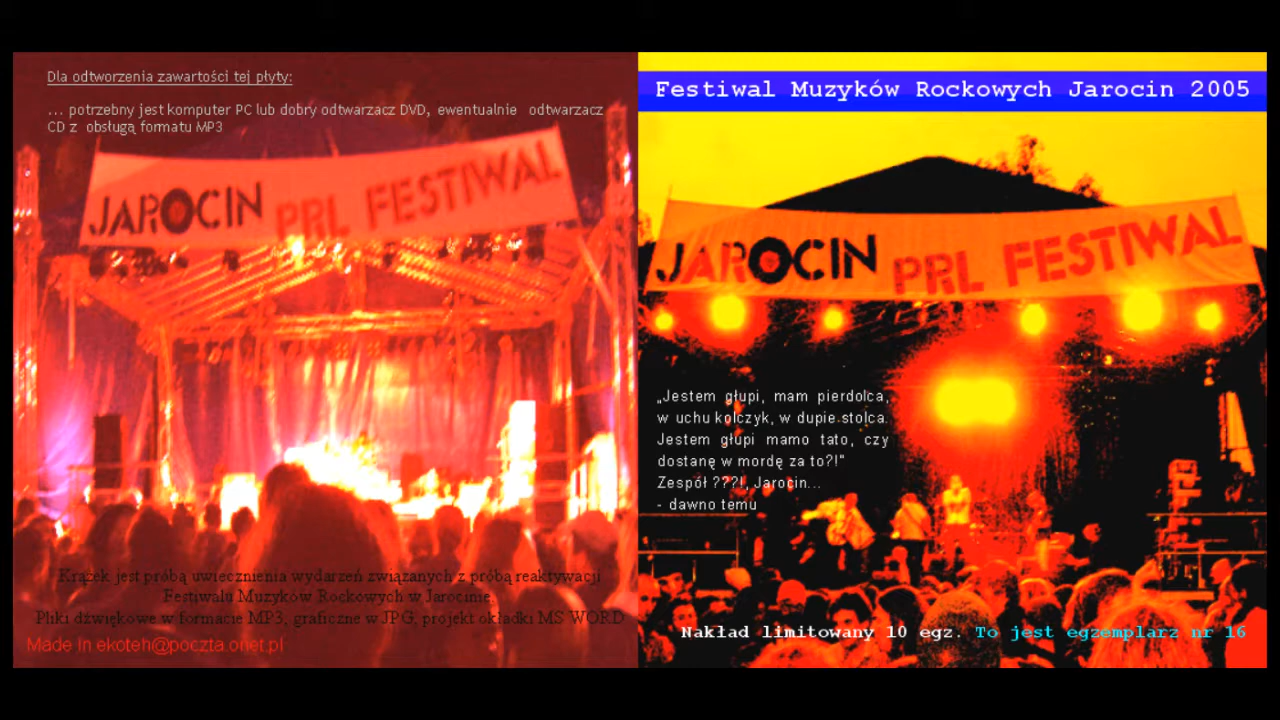 Dla odtworzenia zawartości tej płyty:
... potrzebny jest komputer PC lub dobry odtwarzacz DVD, ewentualnie odtwarzacz
CD z obsługą formatu MP3
JAROCIN PRL FESTIWAL
Krążek jest próbą uwiecznienia wydarzeń związanych z próbą reaktywacji
Festiwalu Muzyków Rockowych w Jarocinie.
Pliki dźwiękowe w formacie MP3, graficzne w JPG, projekt okładki MS WORD
Made In ekoteh@poczta.onet.pl
Festiwal Muzyków Rockowych Jarocin 2005
JAROCIN PRL FESTIWAL
„Jestem głupi, mam pierdolca,
w uchu kolczyk, w dupie stolca.
Jestem głupi mamo tato, czy
dostanę w mordę za to?!"
Zespół ???!, Jarocin...
- dawno temu
Nakład limitowany 10 egz. To jest egzemplarz nr 16